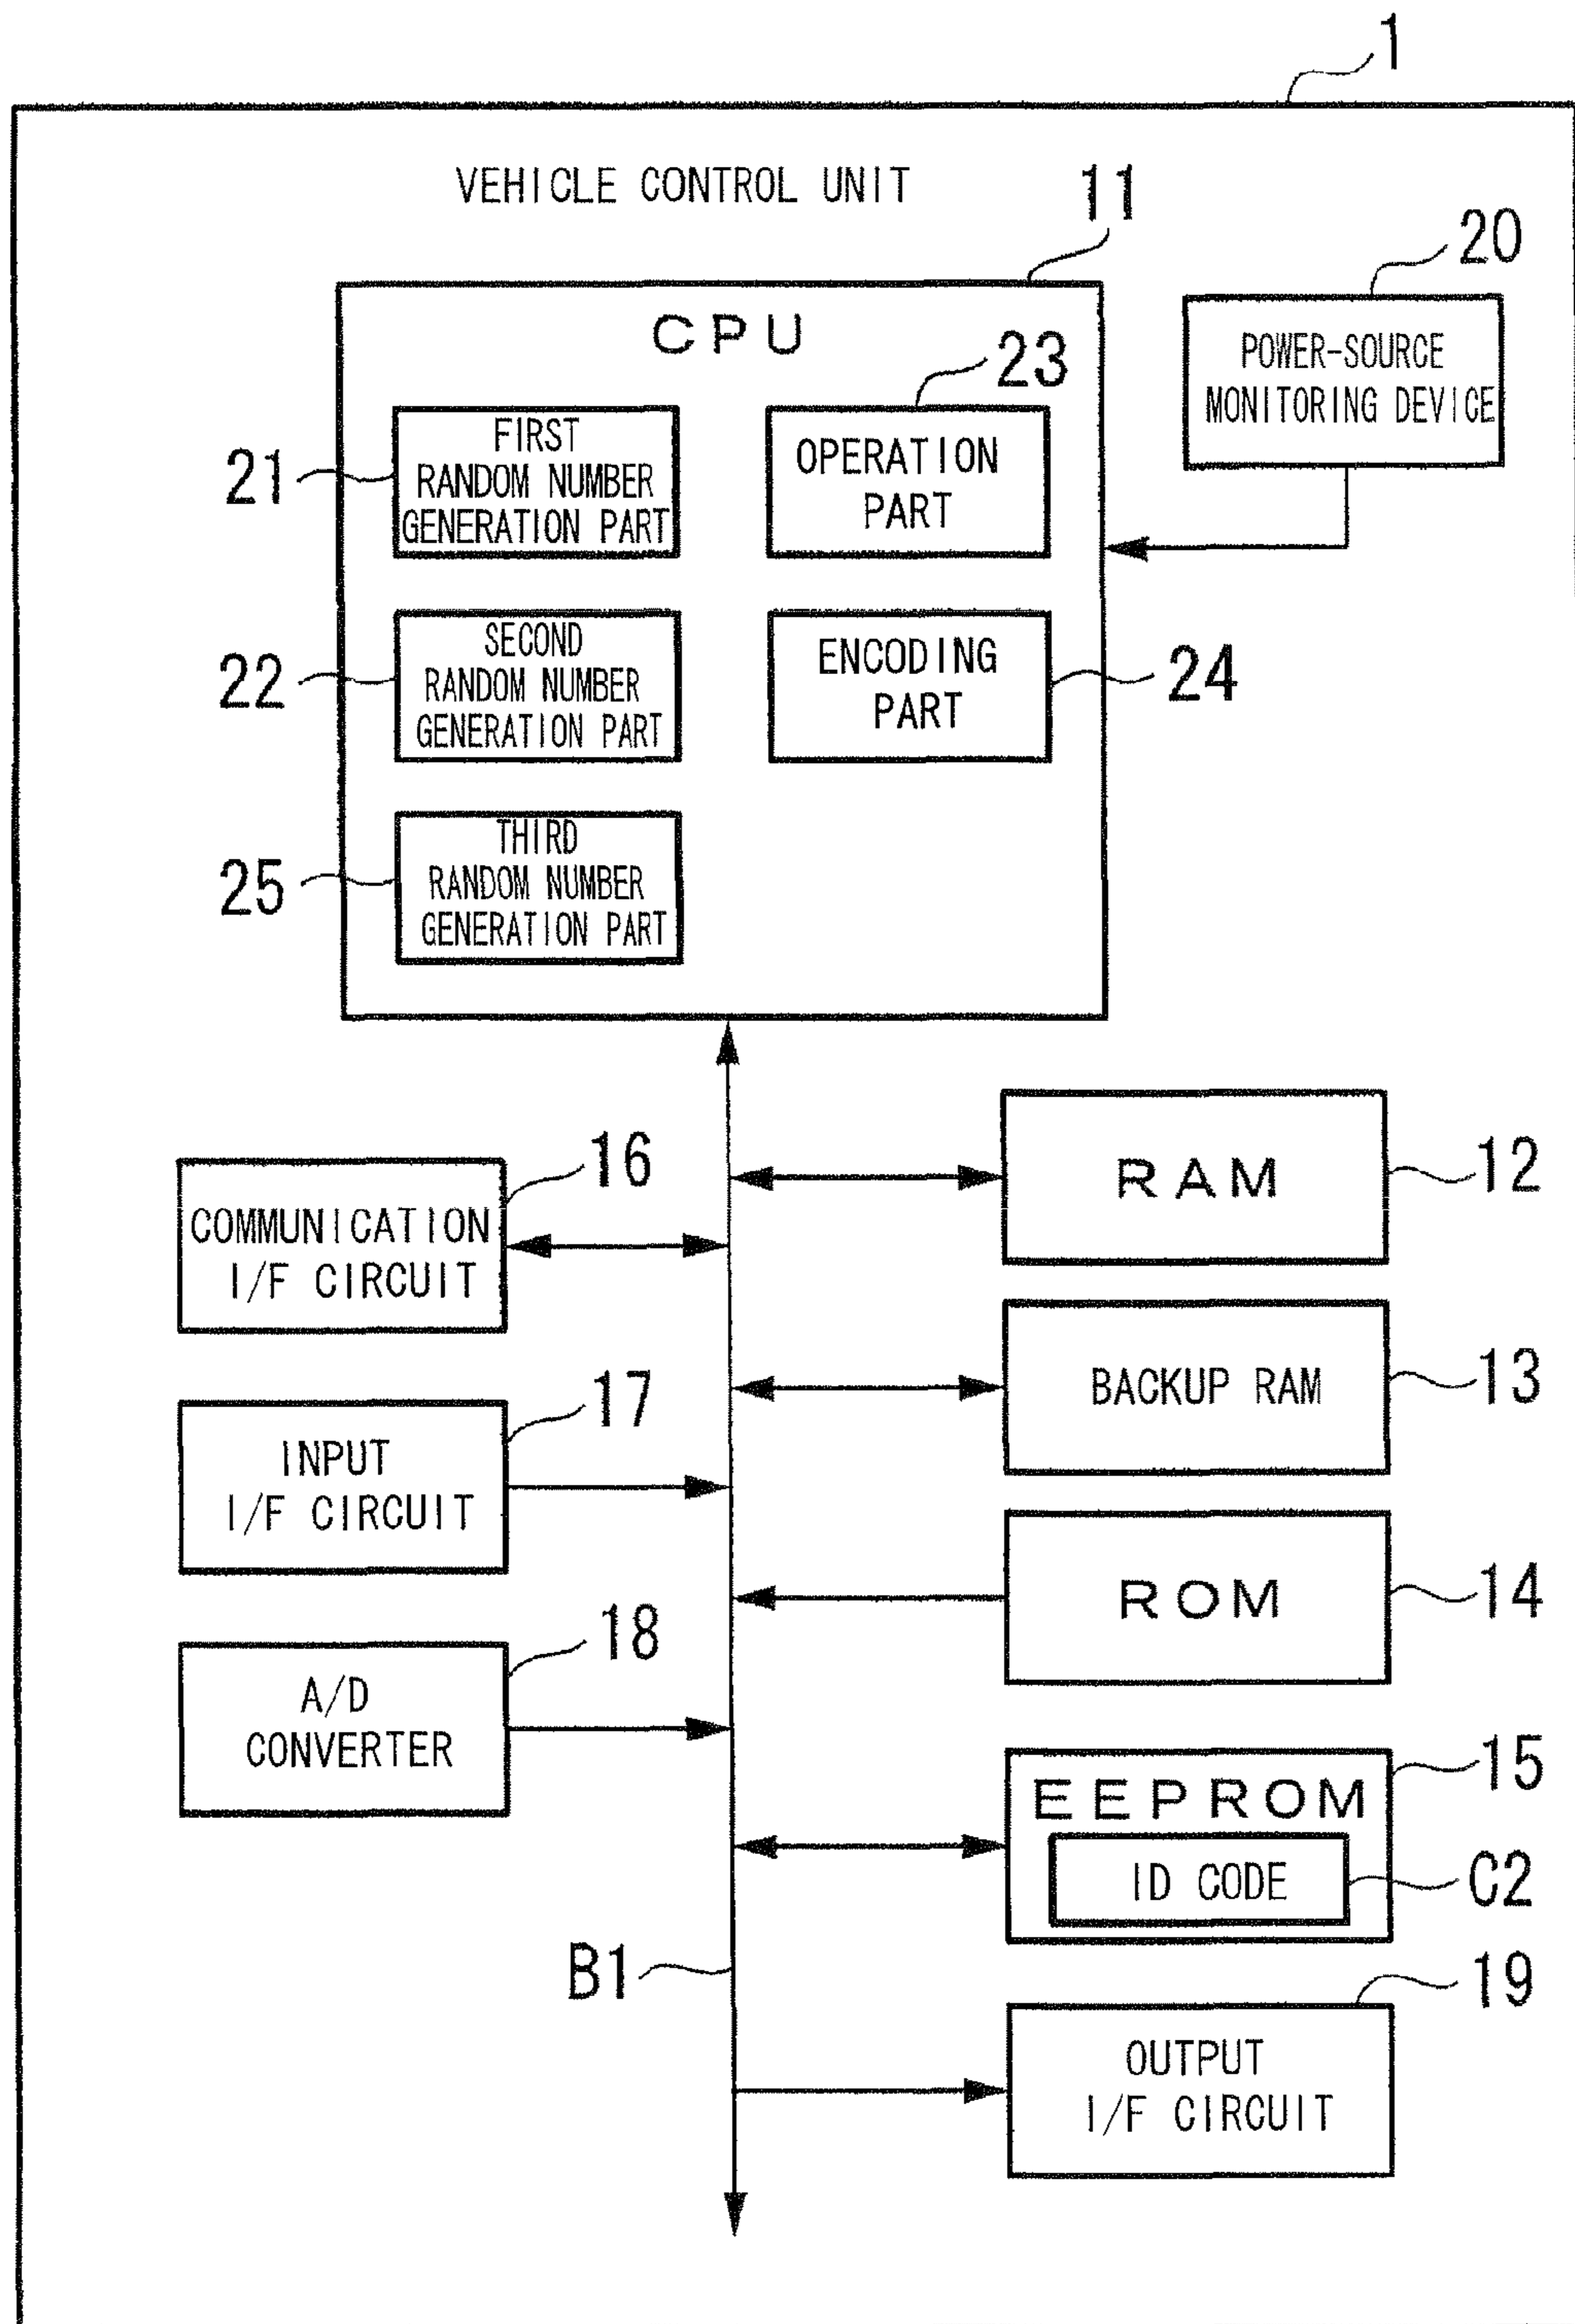 1
VEHICLE CONTROL UNIT
11
20
CPU
POWER-SOURCE
MONITORING DEVICE
23
21
FIRST
RANDOM NUMBER
GENERATION PART
OPERATION
PART
22
SECOND
RANDOM NUMBER
GENERATION PART
ENCODING
PART
24
25
THIRD
RANDOM NUMBER
GENERATION PART
16
COMMUNICATION
I/F CIRCUIT
RAM
12
17
INPUT
I/F CIRCUIT
BACKUP RAM
13
ROM
14
18
A/D
CONVERTER
15
EEPROM
ID CODE
C2
B1
19
OUTPUT
I/F CIRCUIT